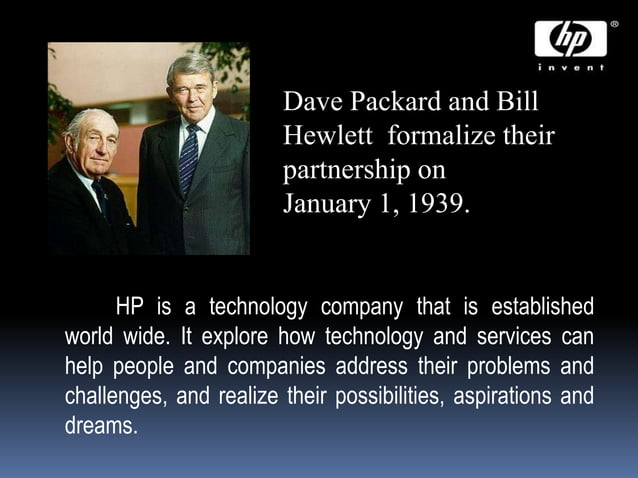 hp®
invent
Dave Packard and Bill
Hewlett formalize their
partnership on
January 1, 1939.
HP is a technology company that is established
world wide. It explore how technology and services can
help people and companies address their problems and
challenges, and realize their possibilities, aspirations and
dreams.